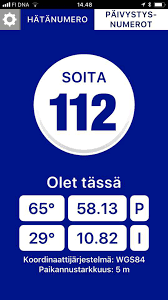 FI DNA 14.48
HÄTÄNUMERO PÄIVYSTYS-
NUMEROT
SOITA
112
Olet tässä
65° 58.13 P
29° 10.82 I
Koordinaattijärjestelmä: WGS84
Paikannustarkkuus: 5 m